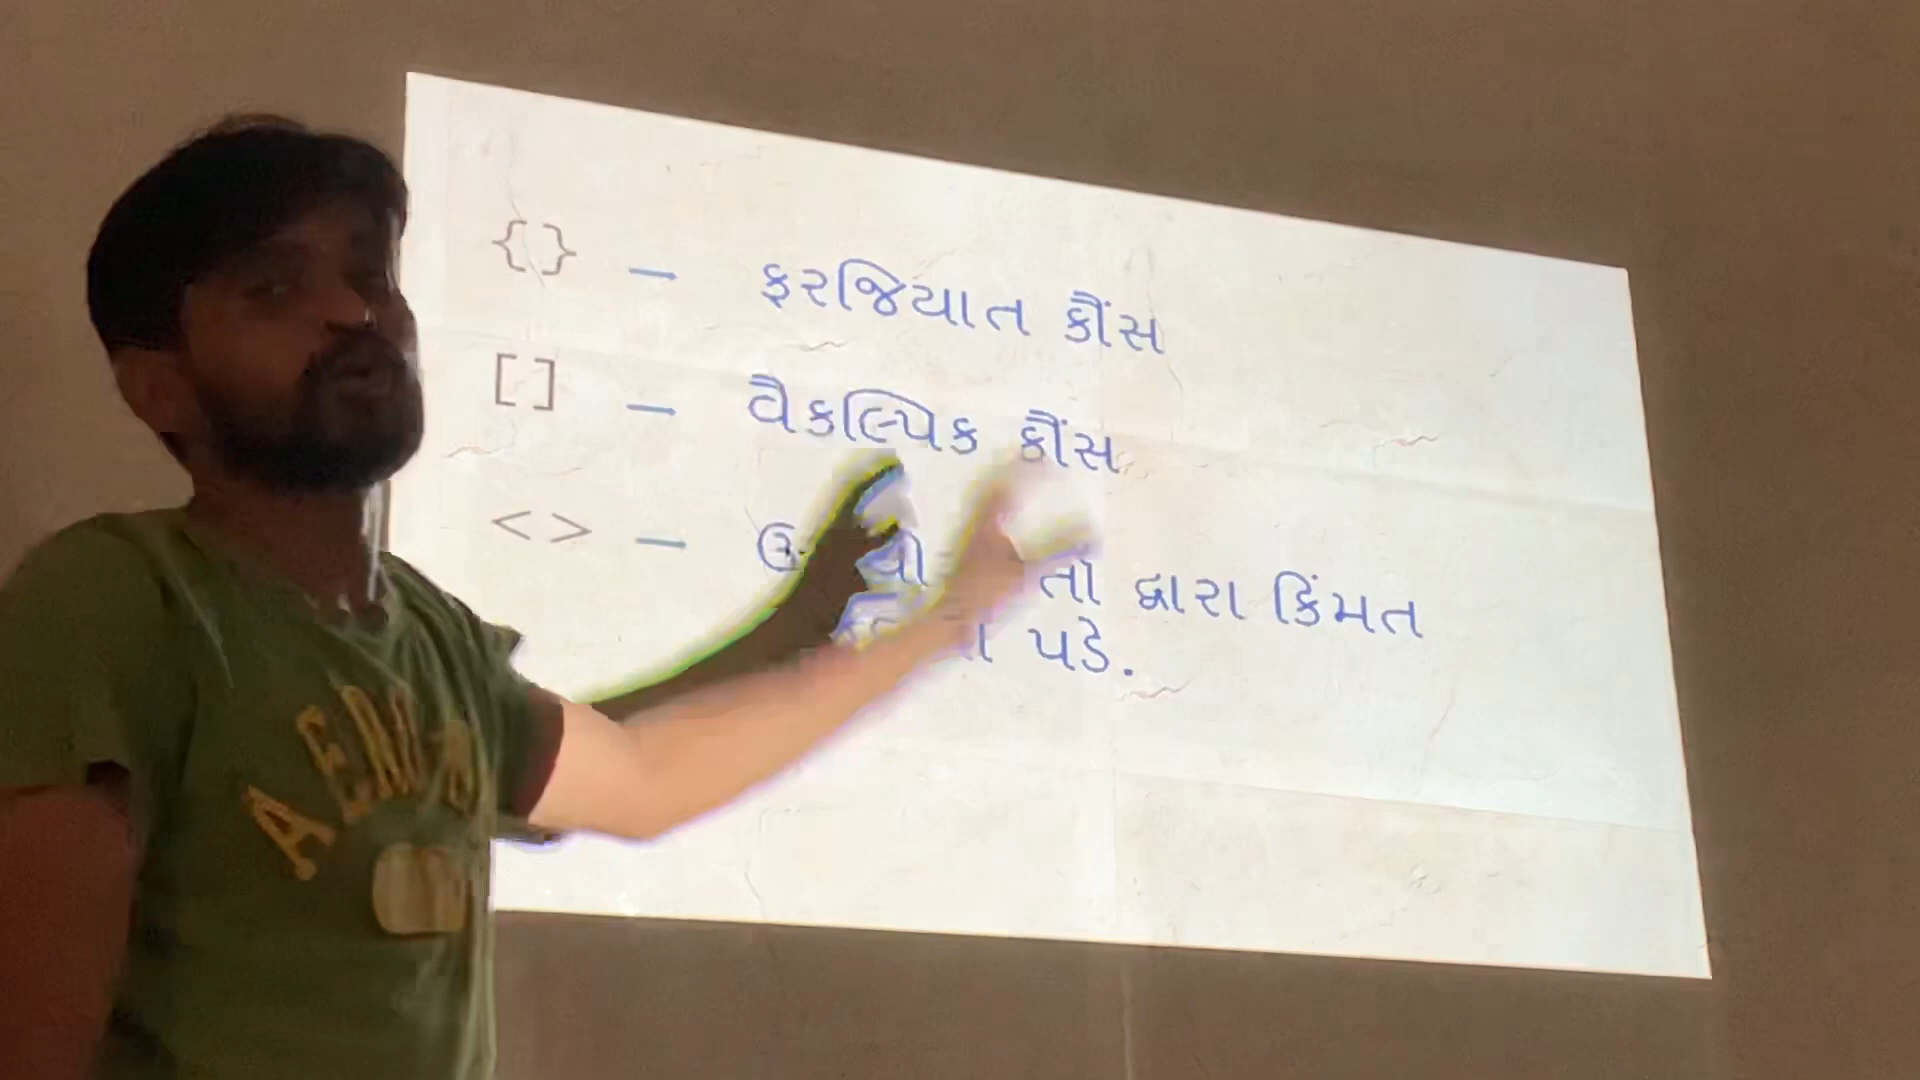 {} – ફરજિયાત કૌંસ
[] – વૈકલ્પિક કૌંસ
<> – દ્વારા કિંમત
પડે.